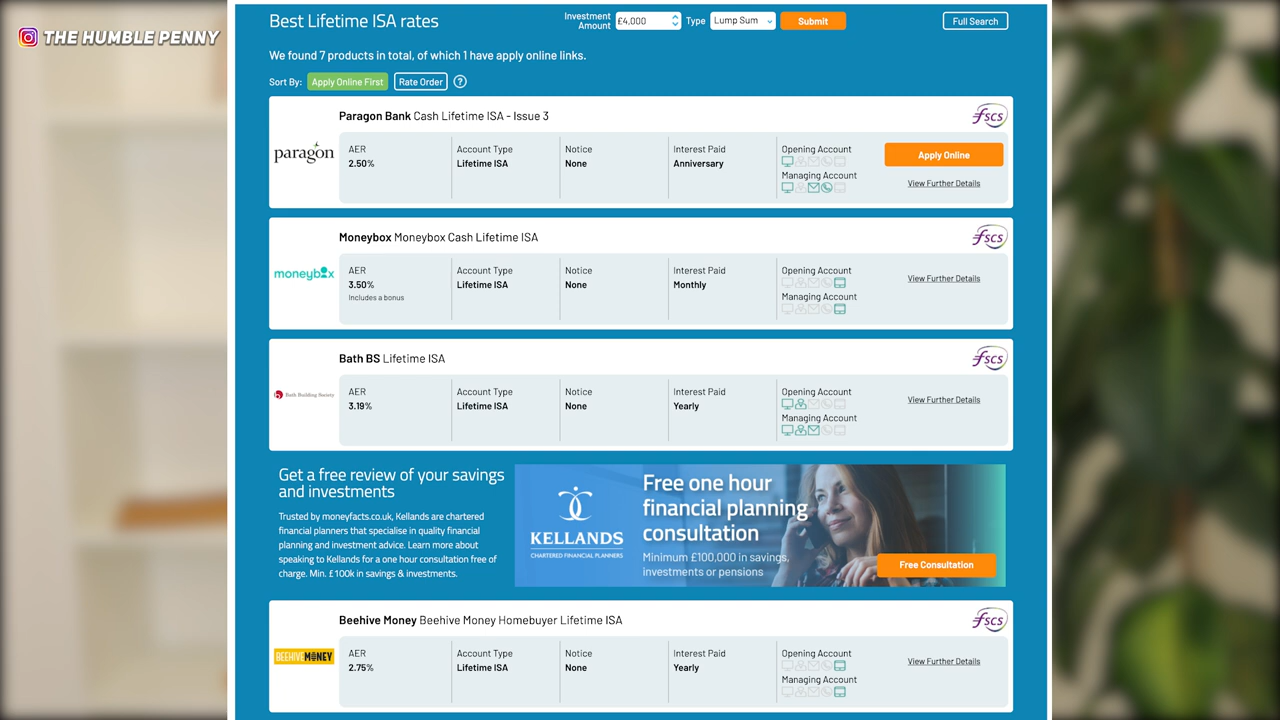 THE HUMBLE PENNY
Best Lifetime ISA rates
Investment Amount
£4,000
Type
Lump Sum
Submit
Full Search
We found 7 products in total, of which 1 have apply online links.
Sort By:
Apply Online First
Rate Order
?
Paragon Bank Cash Lifetime ISA - Issue 3
fscs
paragon
AER
2.50%
Account Type
Lifetime ISA
Notice
None
Interest Paid
Anniversary
Opening Account
Managing Account
Apply Online
View Further Details
Moneybox Moneybox Cash Lifetime ISA
fscs
moneybox
AER
3.50%
Includes a bonus
Account Type
Lifetime ISA
Notice
None
Interest Paid
Monthly
Opening Account
Managing Account
View Further Details
Bath BS Lifetime ISA
fscs
Bath Building Society
AER
3.19%
Account Type
Lifetime ISA
Notice
None
Interest Paid
Yearly
Opening Account
Managing Account
View Further Details
Get a free review of your savings
and investments
Trusted by moneyfacts.co.uk, Kellands are chartered
financial planners that specialise in quality financial
planning and investment advice. Learn more about
speaking to Kellands for a one hour consultation free of
charge. Min. £100k in savings & investments.
KELLANDS
CHARTERED FINANCIAL PLANNERS
Free one hour
financial planning
consultation
Minimum £100,000 in savings,
investments or pensions
Free Consultation
Beehive Money Beehive Money Homebuyer Lifetime ISA
fscs
BEEHIVE MONEY
AER
2.75%
Account Type
Lifetime ISA
Notice
None
Interest Paid
Yearly
Opening Account
Managing Account
View Further Details